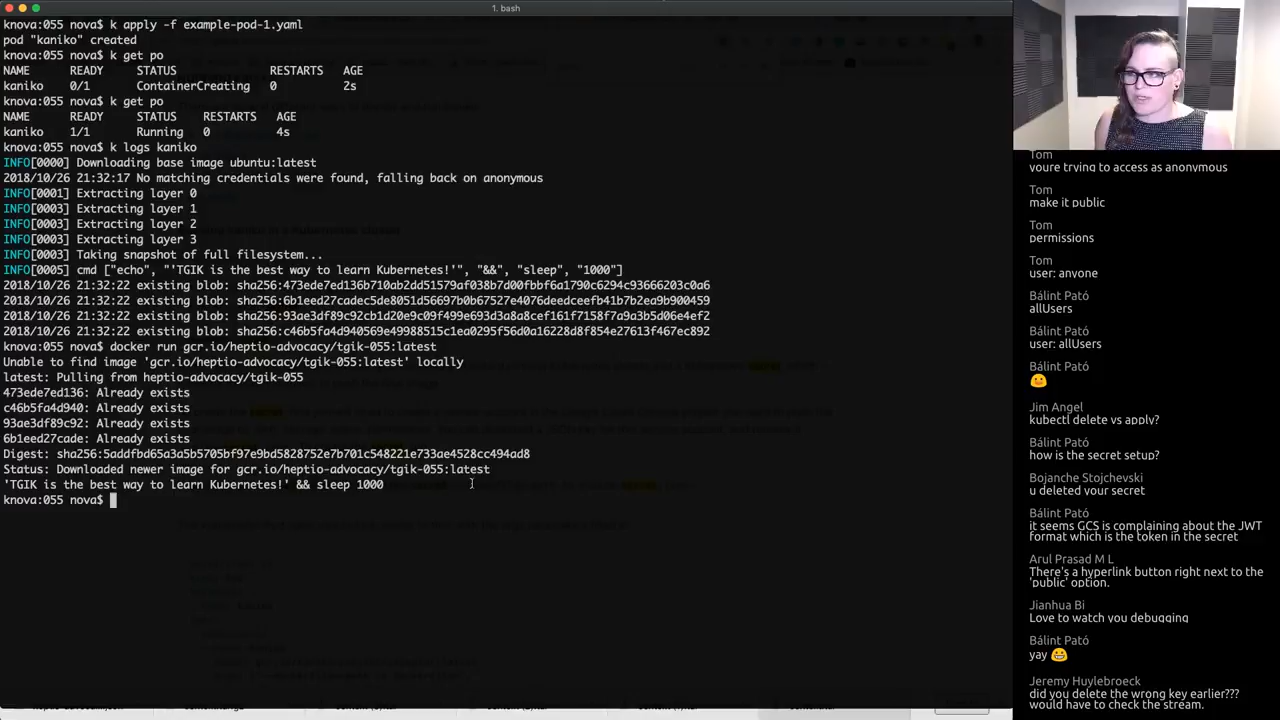 1. bash
knova:055 nova$ k apply -f example-pod-1.yaml
pod "kaniko" created
knova:055 nova$ k get po
NAME READY STATUS RESTARTS AGE
kaniko 0/1 ContainerCreating 0 2s
knova:055 nova$ k get po
NAME READY STATUS RESTARTS AGE
kaniko 1/1 Running 0 4s
knova:055 nova$ k logs kaniko
INFO[0000] Downloading base image ubuntu:latest
2018/10/26 21:32:17 No matching credentials were found, falling back on anonymous
INFO[0001] Extracting layer 0
INFO[0003] Extracting layer 1
INFO[0003] Extracting layer 2
INFO[0003] Extracting layer 3
INFO[0003] Taking snapshot of full filesystem...
INFO[0005] cmd ["echo", "'TGIK is the best way to learn Kubernetes!'", "&&", "sleep", "1000"]
2018/10/26 21:32:22 existing blob: sha256:473ede7ed136b710ab2dd51579af038b7d00fbbf6a1790c6294c93666203c0a6
2018/10/26 21:32:22 existing blob: sha256:6b1eed27cadec5de8051d56697b0b67527e4076deedceefb41b7b2ea9b900459
2018/10/26 21:32:22 existing blob: sha256:93ae3df89c92cb1d20e9c09f499e693d3a8a8cef161f7158f7a9a3b35d6e4ef2
2018/10/26 21:32:22 existing blob: sha256:c46b5fa4d940569e49988515c1ea0295f56d0a16228d8f854e27613f467ec892
knova:055 nova$ docker run gcr.io/heptio-advocacy/tgik-055:latest
Unable to find image 'gcr.io/heptio-advocacy/tgik-055:latest' locally
latest: Pulling from heptio-advocacy/tgik-055
473ede7ed136: Already exists
c46b5fa4d940: Already exists
93ae3df89c92: Already exists
6b1eed27cade: Already exists
Digest: sha256:5addfbd65a3a5b5705bf97e9bd5828752e7b701c548221e733ae4528cc494ad8
Status: Downloaded newer image for gcr.io/heptio-advocacy/tgik-055:latest
'TGIK is the best way to learn Kubernetes!' && sleep 1000
knova:055 nova$
Tom
youre trying to access as anonymous
Tom
make it public
Tom
permissions
Tom
user: anyone
Bálint Pató
allUsers
Bálint Pató
user: allUsers
Bálint Pató
Jim Angel
kubectl delete vs apply?
Bálint Pató
how is the secret setup?
Bojanche Stojchevski
u deleted your secret
Bálint Pató
it seems GCS is complaining about the JWT
format which is the token in the secret
Arul Prasad M L
There's a hyperlink button right next to the
'public' option.
Jianhua Bi
Love to watch you debugging
Bálint Pató
yay
Jeremy Huylebroeck
did you delete the wrong key earlier???
would have to check the stream.